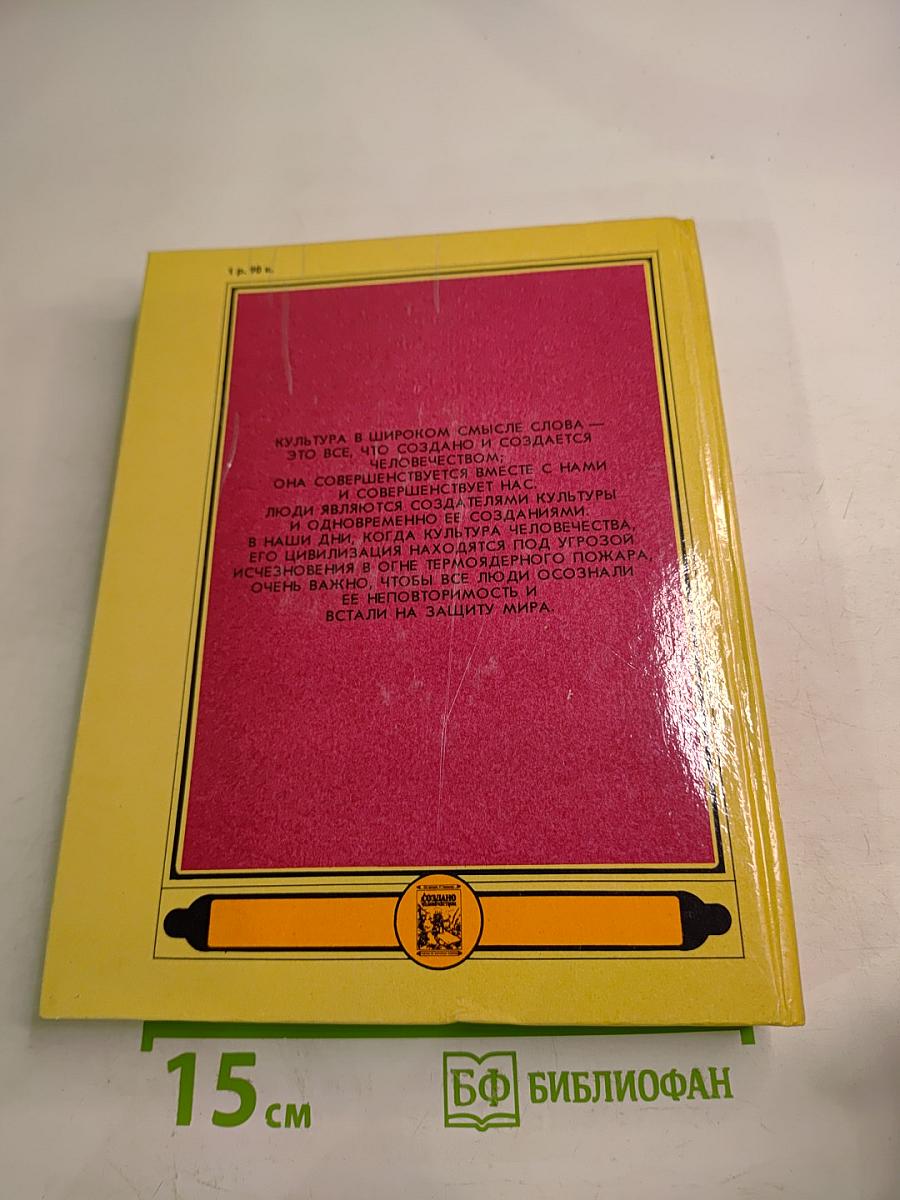 1 р. 90 к.
КУЛЬТУРА В ШИРОКОМ СМЫСЛЕ СЛОВА —
ЭТО ВСЕ, ЧТО СОЗДАНО И СОЗДАЕТСЯ
ЧЕЛОВЕЧЕСТВОМ;
ОНА СОВЕРШЕНСТВУЕТСЯ ВМЕСТЕ С НАМИ
И СОВЕРШЕНСТВУЕТ НАС.
ЛЮДИ ЯВЛЯЮТСЯ СОЗДАТЕЛЯМИ КУЛЬТУРЫ
И ОДНОВРЕМЕННО ЕЕ СОЗДАНИЯМИ.
В НАШИ ДНИ, КОГДА КУЛЬТУРА ЧЕЛОВЕЧЕСТВА,
ЕГО ЦИВИЛИЗАЦИЯ НАХОДЯТСЯ ПОД УГРОЗОЙ
ИСЧЕЗНОВЕНИЯ В ОГНЕ ТЕРМОЯДЕРНОГО ПОЖАРА,
ОЧЕНЬ ВАЖНО, ЧТОБЫ ВСЕ ЛЮДИ ОСОЗНАЛИ
ЕЕ НЕПОВТОРИМОСТЬ И
ВСТАЛИ НА ЗАЩИТУ МИРА.
СОЗДАНО
ЧЕЛОВЕЧЕСТВОМ
15 см
БФ БИБЛИОФАН